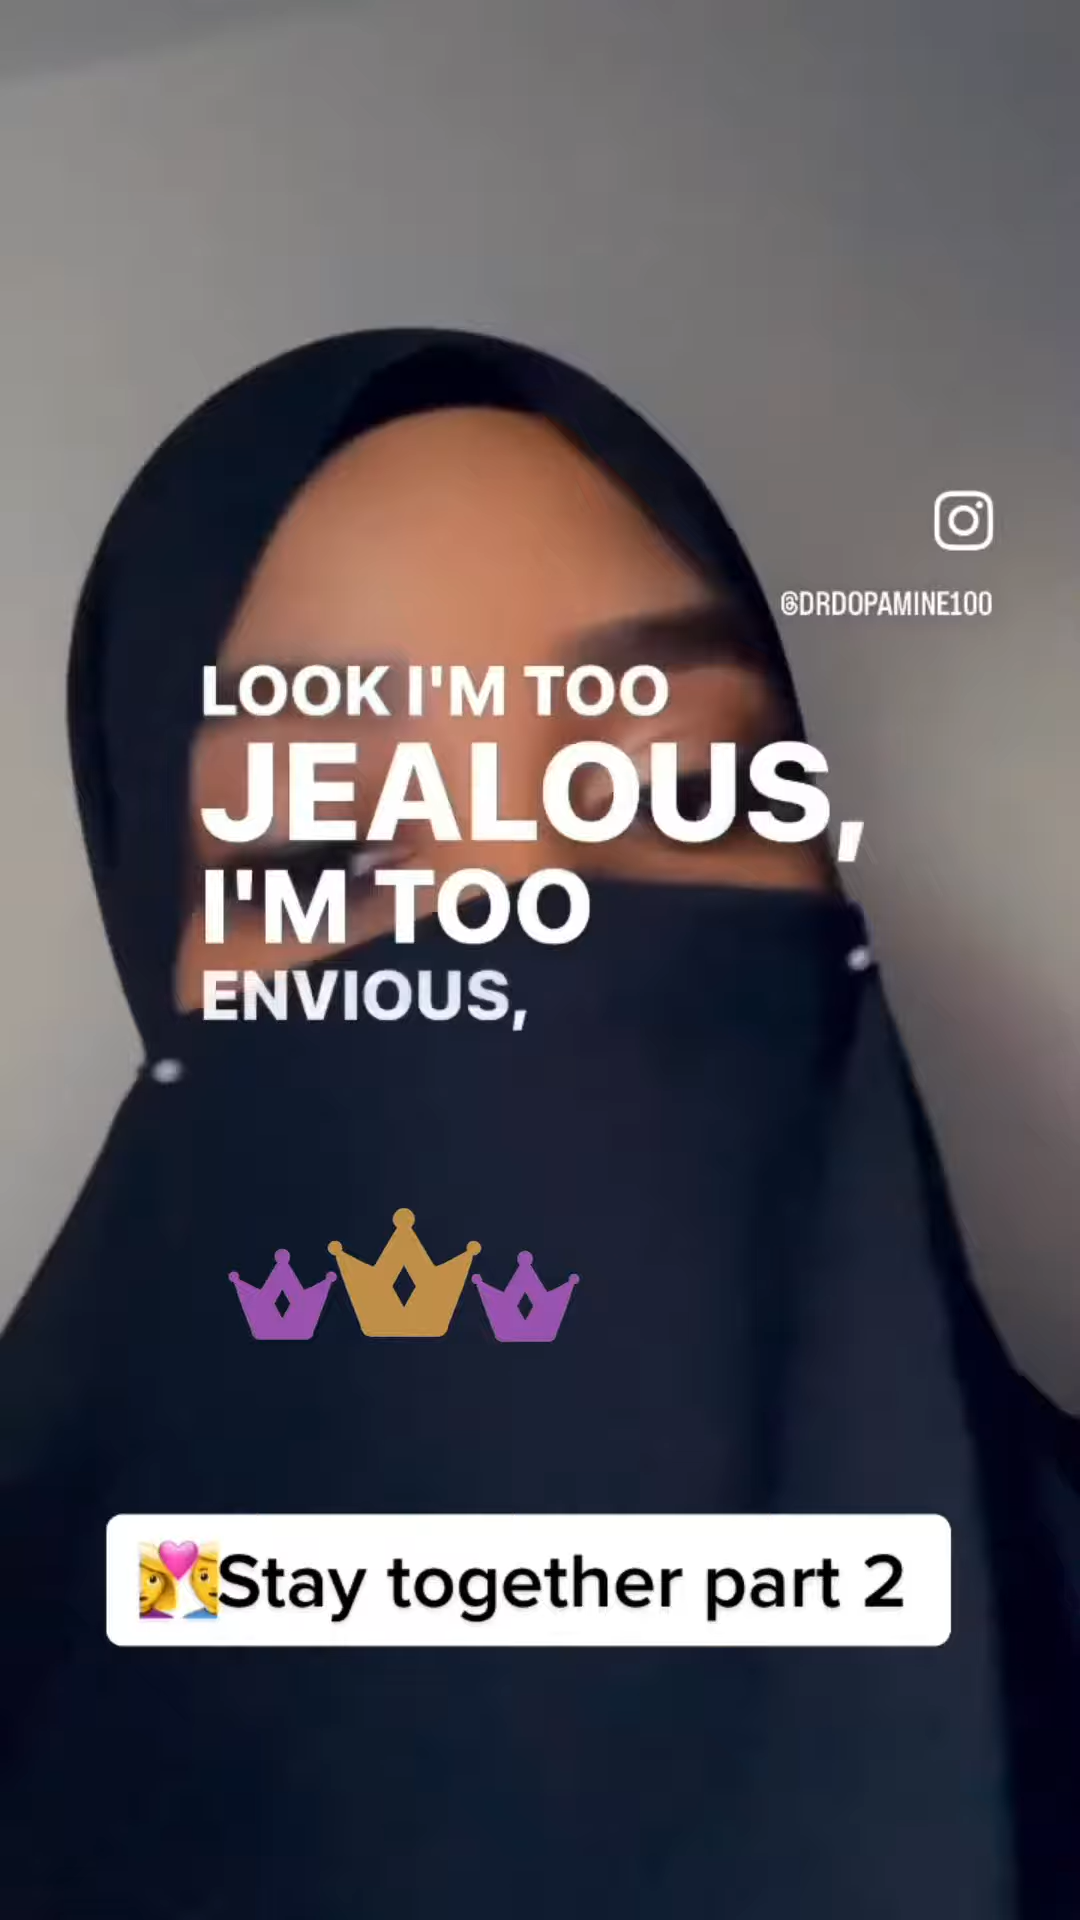 @DRDOPAMINE100
LOOK I'M TOO
JEALOUS,
I'M TOO
ENVIOUS,
Stay together part 2